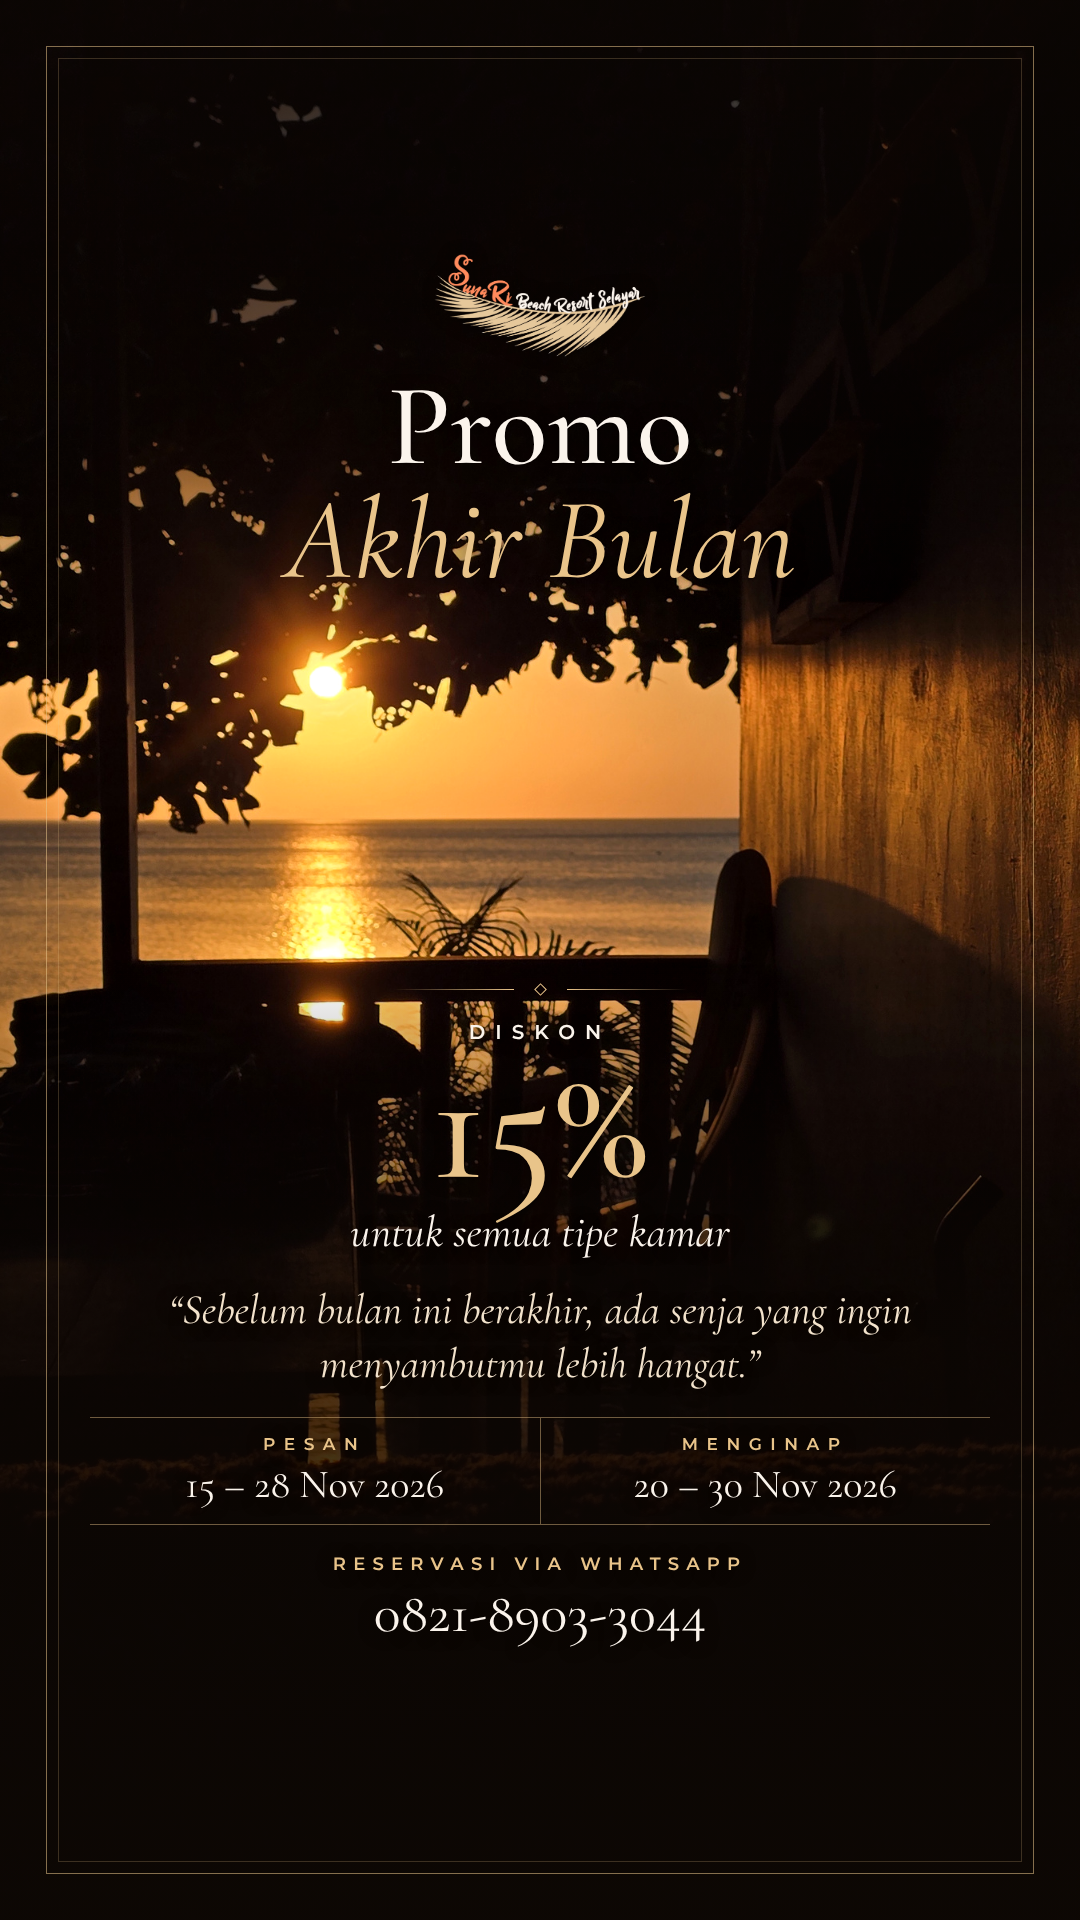 SunaRi Beach Resort Selayar
Promo
Akhir Bulan
DISKON
15%
untuk semua tipe kamar
“Sebelum bulan ini berakhir, ada senja yang ingin
menyambutmu lebih hangat.”
PESAN
15 – 28 Nov 2026
MENGINAP
20 – 30 Nov 2026
RESERVASI VIA WHATSAPP
0821-8903-3044